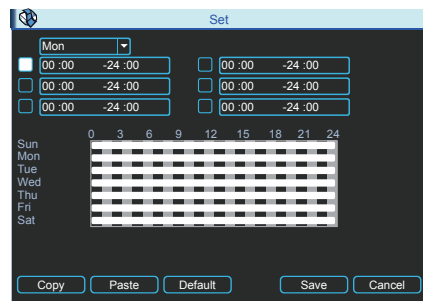 Set
Mon
00 :00 -24 :00 00 :00 -24 :00
00 :00 -24 :00 00 :00 -24 :00
00 :00 -24 :00 00 :00 -24 :00
0 3 6 9 12 15 18 21 24
Sun
Mon
Tue
Wed
Thu
Fri
Sat
Copy Paste Default Save Cancel